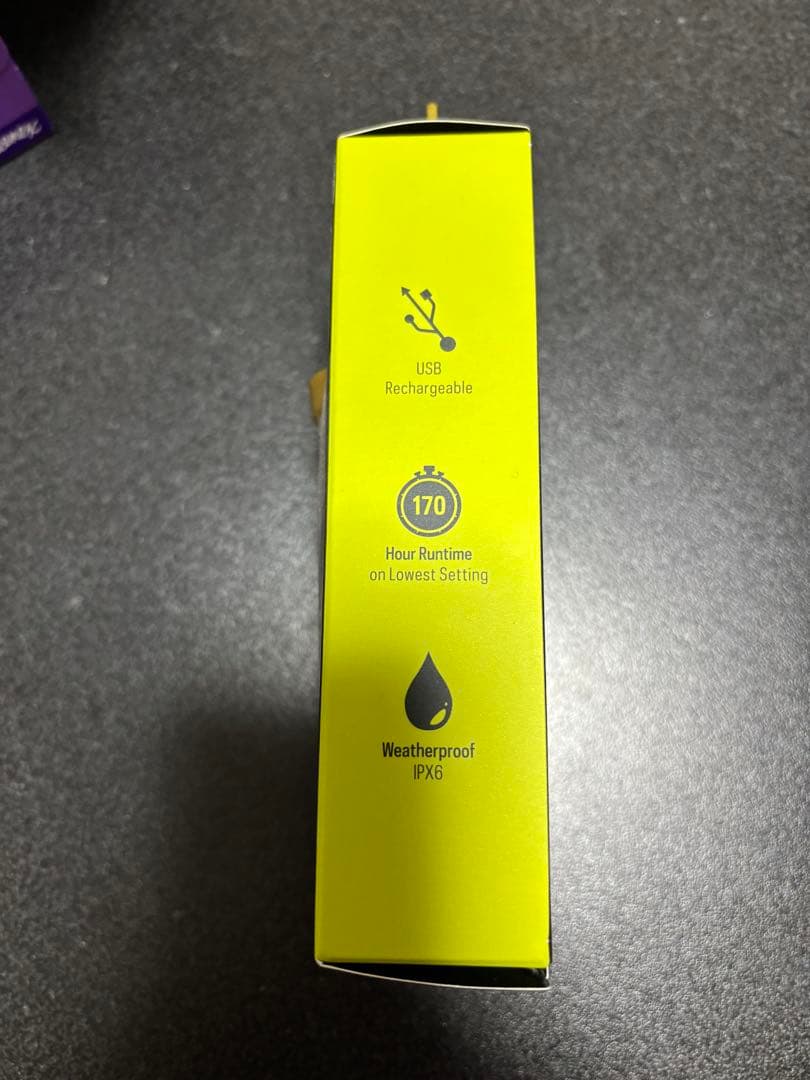 USB
Rechargeable
170
Hour Runtime
on Lowest Setting
Weatherproof
IPX6